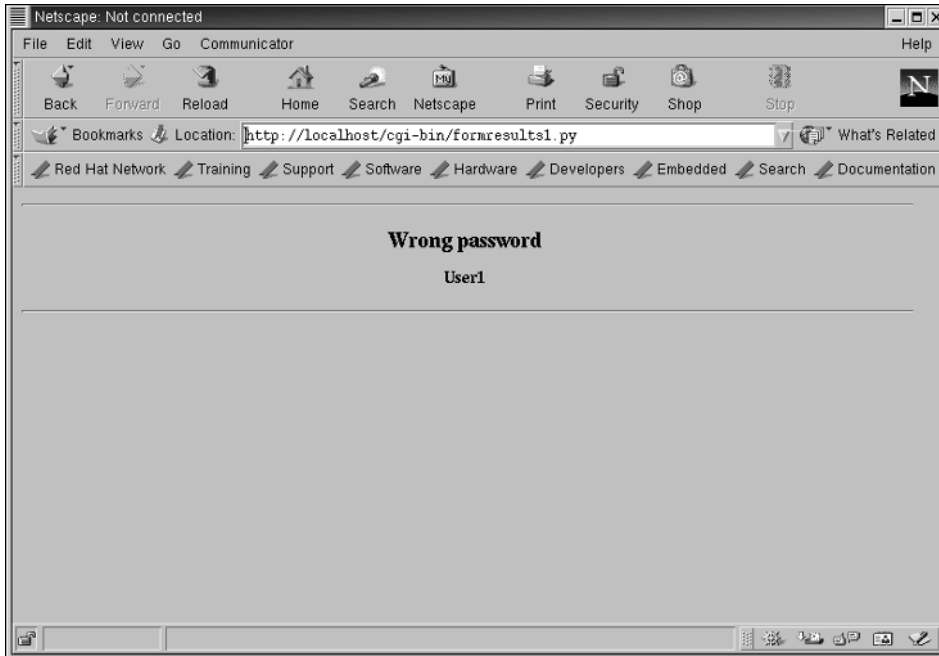 Netscape: Not connected
File Edit View Go Communicator Help
My
Back Forward Reload Home Search Netscape Print Security Shop Stop N
Bookmarks Location: http://localhost/cgi-bin/formresults1.py What's Related
Red Hat Network Training Support Software Hardware Developers Embedded Search Documentation
Wrong password
User1